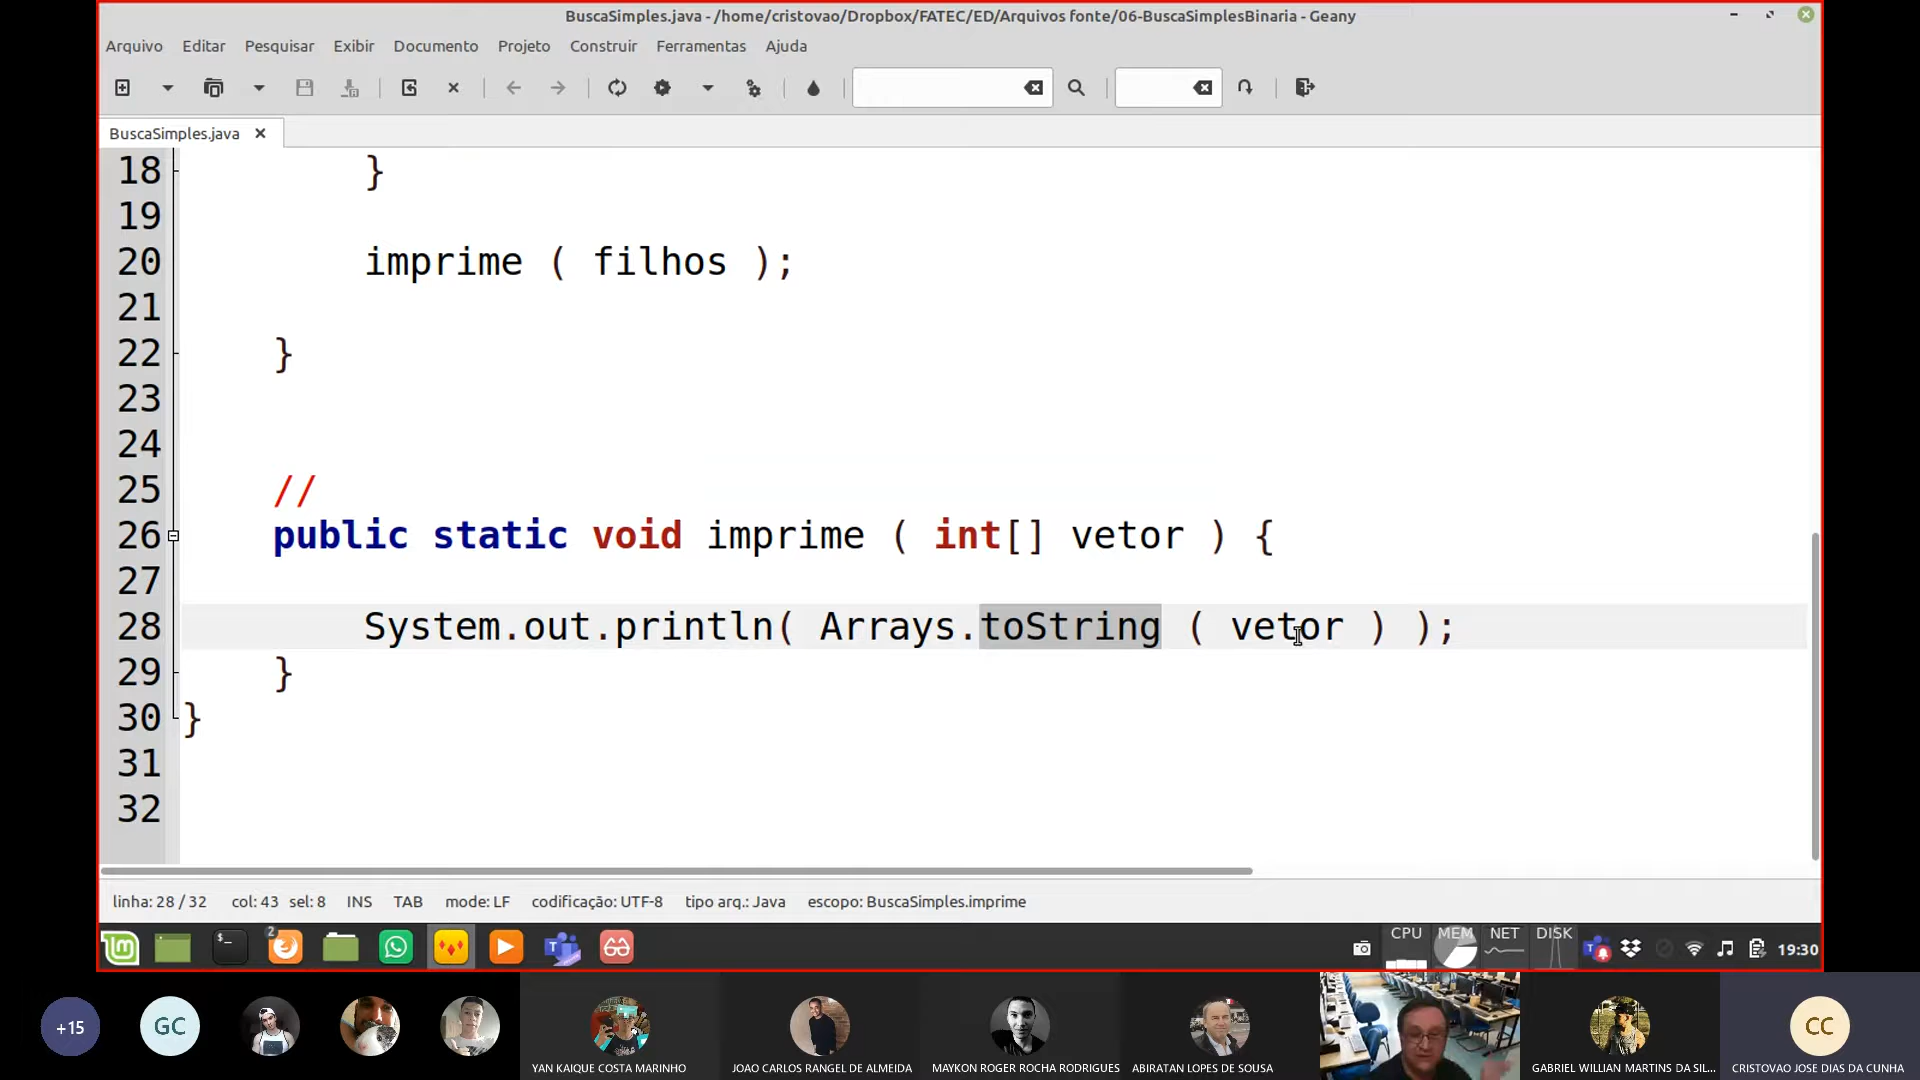 BuscaSimples.java - /home/cristovao/Dropbox/FATEC/ED/Arquivos fonte/06-BuscaSimplesBinaria - Geany
Arquivo Editar Pesquisar Exibir Documento Projeto Construir Ferramentas Ajuda
BuscaSimples.java
18 }
19
20 imprime ( filhos );
21
22 }
23
24
25 //
26 public static void imprime ( int[] vetor ) {
27
28 System.out.println( Arrays.toString ( vetor ) );
29 }
30 }
31
32
linha: 28 / 32 col: 43 sel: 8 INS TAB mode: LF codificação: UTF-8 tipo arq.: Java escopo: BuscaSimples.imprime
2 CPU MEM NET DISK 19:30
+15 GC CC
YAN KAIQUE COSTA MARINHO JOAO CARLOS RANGEL DE ALMEIDA MAYKON ROGER ROCHA RODRIGUES ABIRATAN LOPES DE SOUSA GABRIEL WILLIAN MARTINS DA SIL... CRISTOVAO JOSE DIAS DA CUNHA